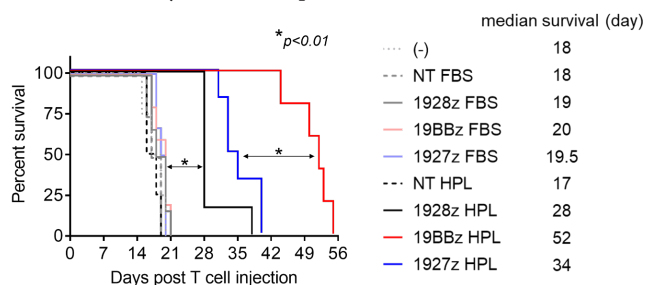 median survival (day)
*p<0.01
(-) 18
NT FBS 18
1928z FBS 19
19BBz FBS 20
1927z FBS 19.5
NT HPL 17
1928z HPL 28
19BBz HPL 52
1927z HPL 34
Percent survival
100
75
50
25
0
* *
0 7 14 21 28 35 42 49 56
Days post T cell injection